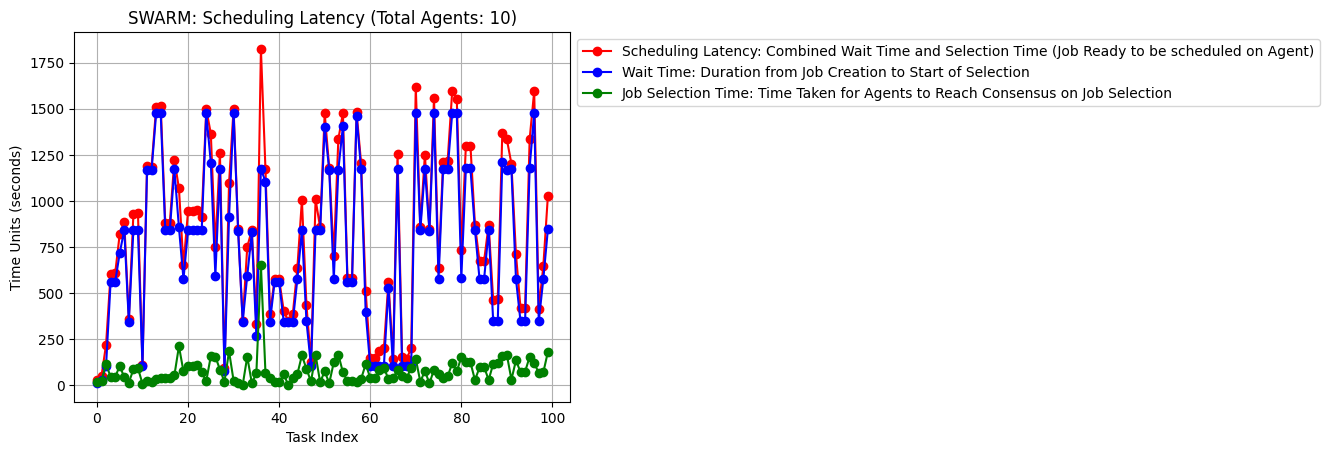 SWARM: Scheduling Latency (Total Agents: 10)
Scheduling Latency: Combined Wait Time and Selection Time (Job Ready to be scheduled on Agent)
Wait Time: Duration from Job Creation to Start of Selection
Job Selection Time: Time Taken for Agents to Reach Consensus on Job Selection
Time Units (seconds)
1750
1500
1250
1000
750
500
250
0
0 20 40 60 80 100
Task Index